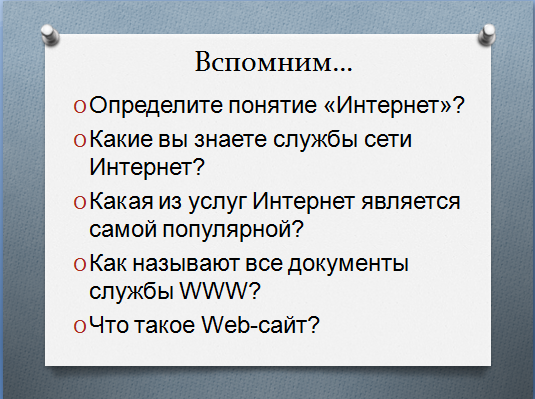 Вспомним...
Определите понятие «Интернет»?
Какие вы знаете службы сети
Интернет?
Какая из услуг Интернет является
самой популярной?
Как называют все документы
службы WWW?
Что такое Web-сайт?